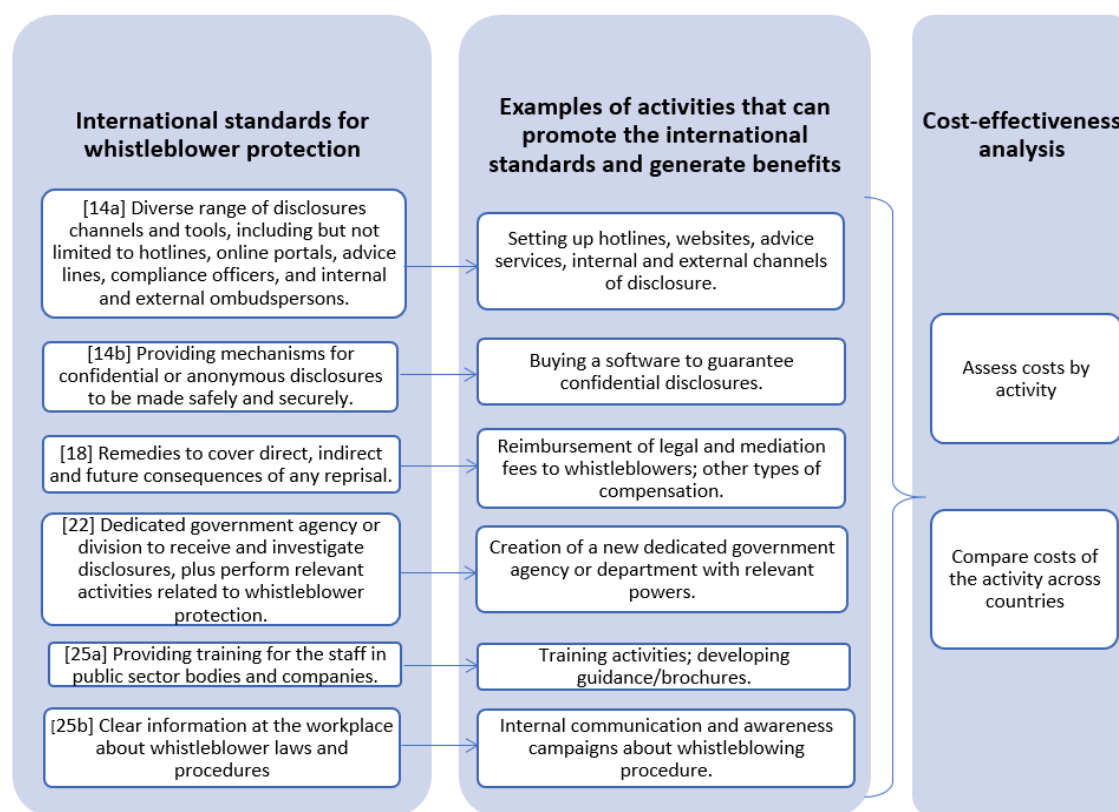 International standards for
whistleblower protection
[14a] Diverse range of disclosures
channels and tools, including but not
limited to hotlines, online portals, advice
lines, compliance officers, and internal
and external ombudspersons.
[14b] Providing mechanisms for
confidential or anonymous disclosures
to be made safely and securely.
[18] Remedies to cover direct, indirect
and future consequences of any reprisal.
[22] Dedicated government agency or
division to receive and investigate
disclosures, plus perform relevant
activities related to whistleblower
protection.
[25a] Providing training for the staff in
public sector bodies and companies.
[25b] Clear information at the workplace
about whistleblower laws and
procedures
Examples of activities that can
promote the international
standards and generate benefits
Setting up hotlines, websites, advice
services, internal and external channels
of disclosure.
Buying a software to guarantee
confidential disclosures.
Reimbursement of legal and mediation
fees to whistleblowers; other types of
compensation.
Creation of a new dedicated government
agency or department with relevant
powers.
Training activities; developing
guidance/brochures.
Internal communication and awareness
campaigns about whistleblowing
procedure.
Cost-effectiveness
analysis
Assess costs by
activity
Compare costs of
the activity across
countries